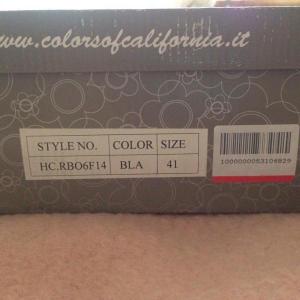 www.colorsofcalifornia.it
STYLE NO. COLOR SIZE
HC.RBO6F14 BLA 41
1000000053106829